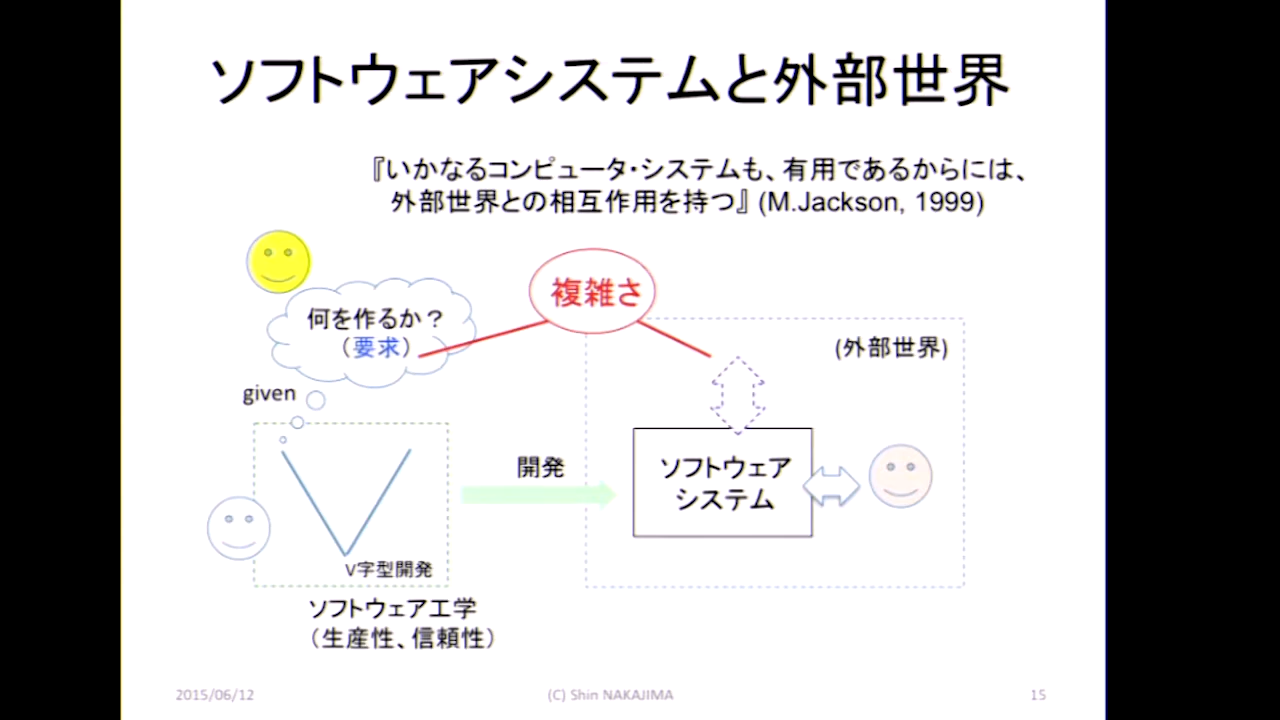 ソフトウェアシステムと外部世界
『いかなるコンピュータ・システムも、有用であるからには、
外部世界との相互作用を持つ』 (M.Jackson, 1999)
複雑さ
何を作るか？
（要求）
(外部世界)
given
開発
ソフトウェア
システム
V字型開発
ソフトウェア工学
（生産性、信頼性）
2015/06/12
(C) Shin NAKAJIMA
15